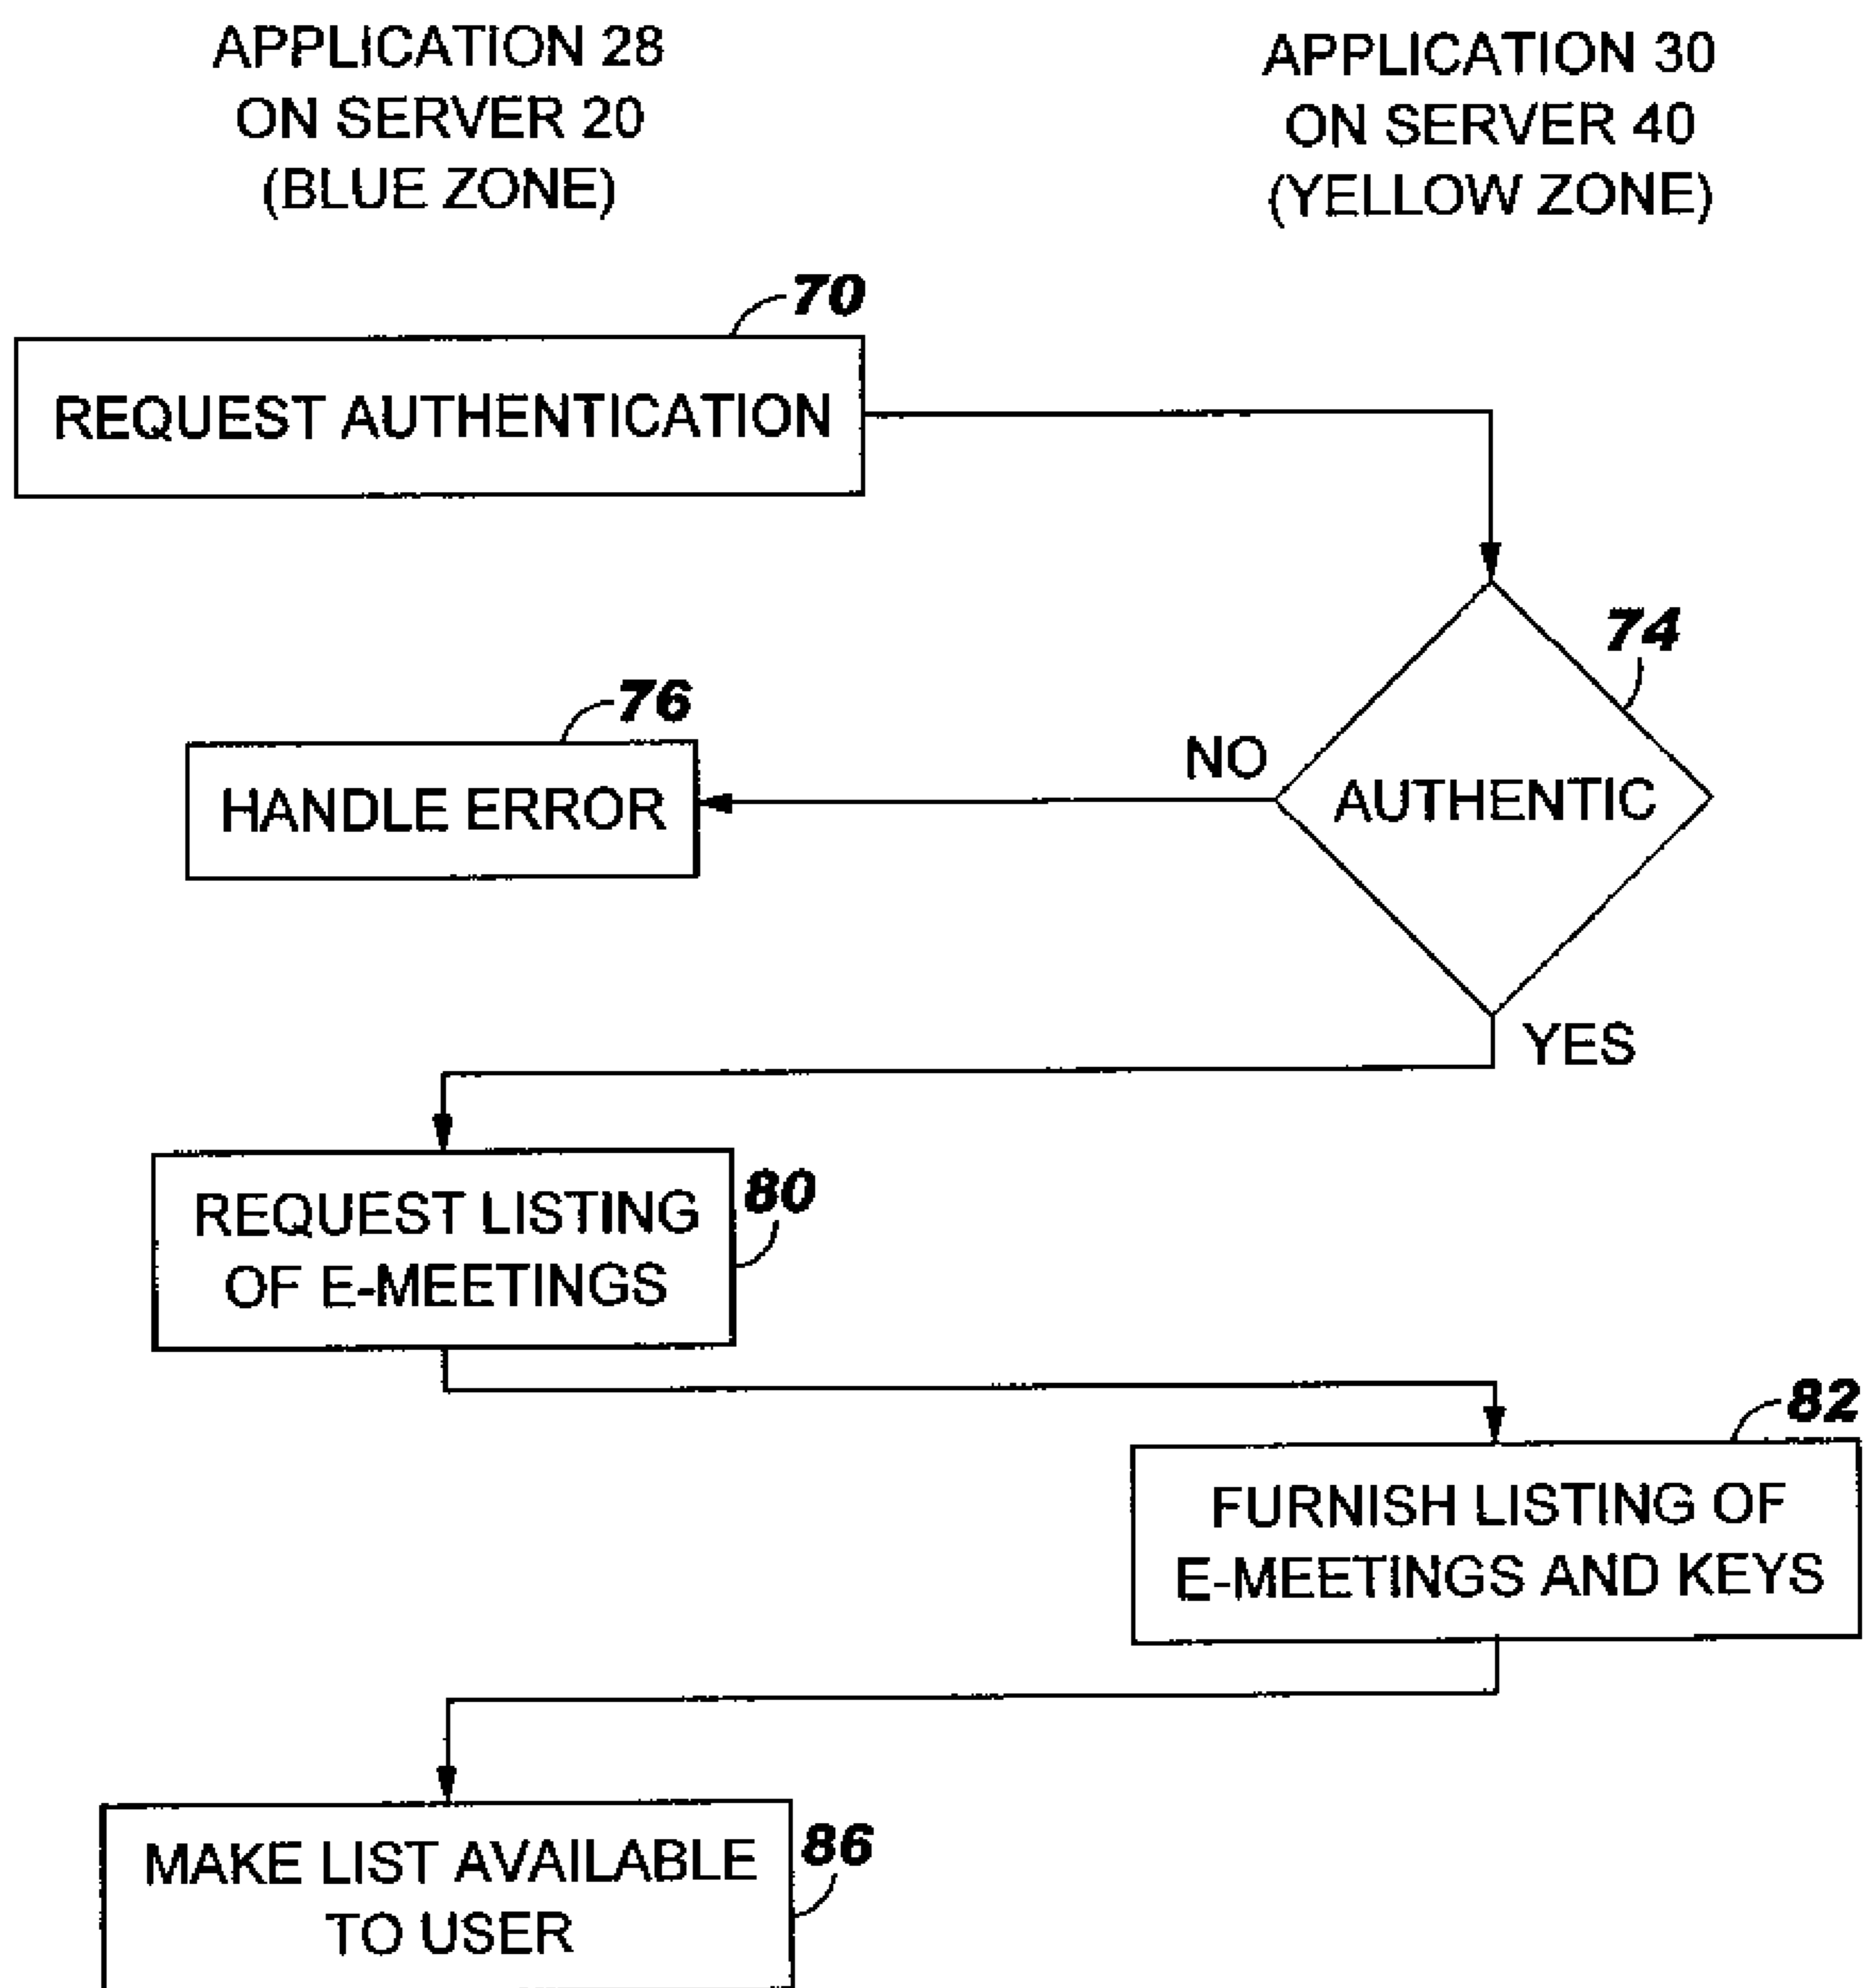 APPLICATION 28
ON SERVER 20
(BLUE ZONE)
APPLICATION 30
ON SERVER 40
(YELLOW ZONE)
70
REQUEST AUTHENTICATION
74
AUTHENTIC
NO
76
HANDLE ERROR
YES
80
REQUEST LISTING
OF E-MEETINGS
82
FURNISH LISTING OF
E-MEETINGS AND KEYS
86
MAKE LIST AVAILABLE
TO USER